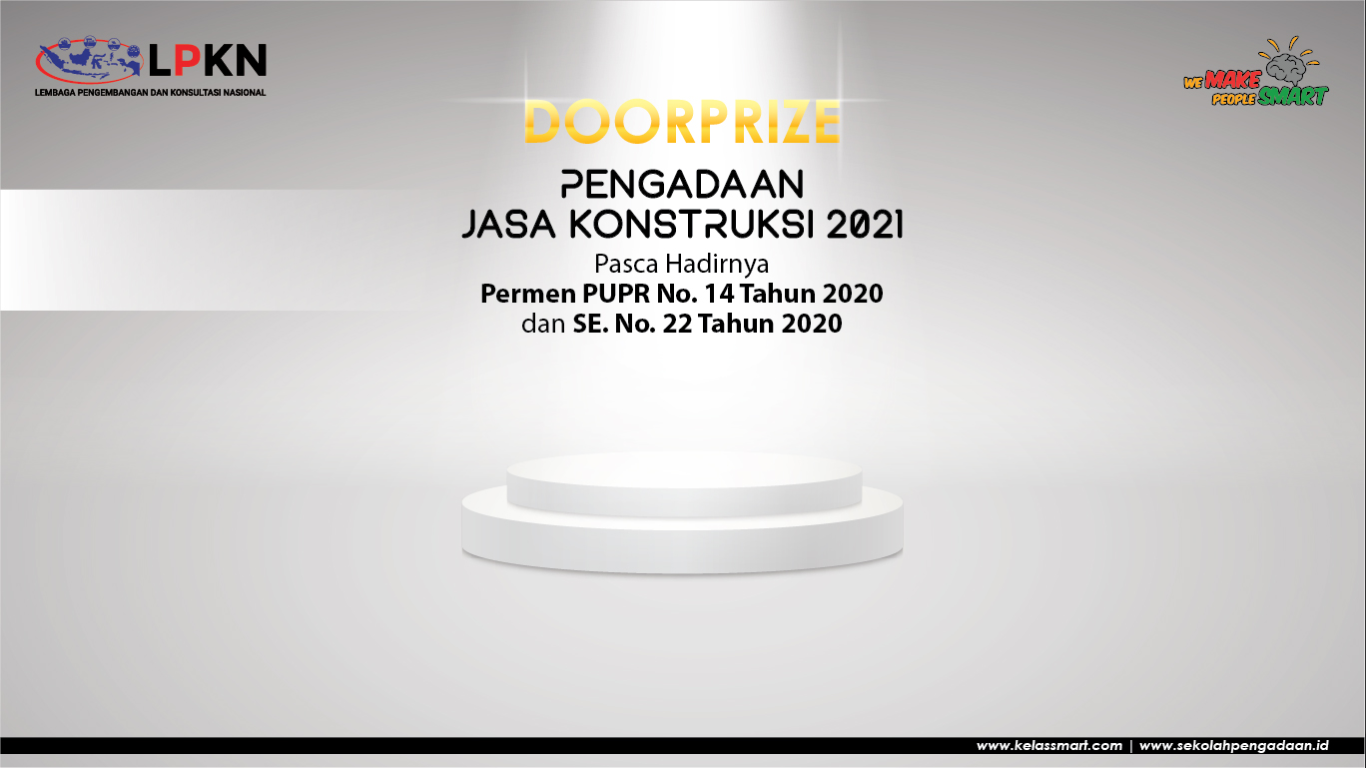 LPKN
LEMBAGA PENGEMBANGAN DAN KONSULTASI NASIONAL
WE MAKE
PEOPLE SMART
DOORPRIZE
PENGADAAN
JASA KONSTRUKSI 2021
Pasca Hadirnya
Permen PUPR No. 14 Tahun 2020
dan SE. No. 22 Tahun 2020
www.kelassmart.com | www.sekolahpengadaan.id